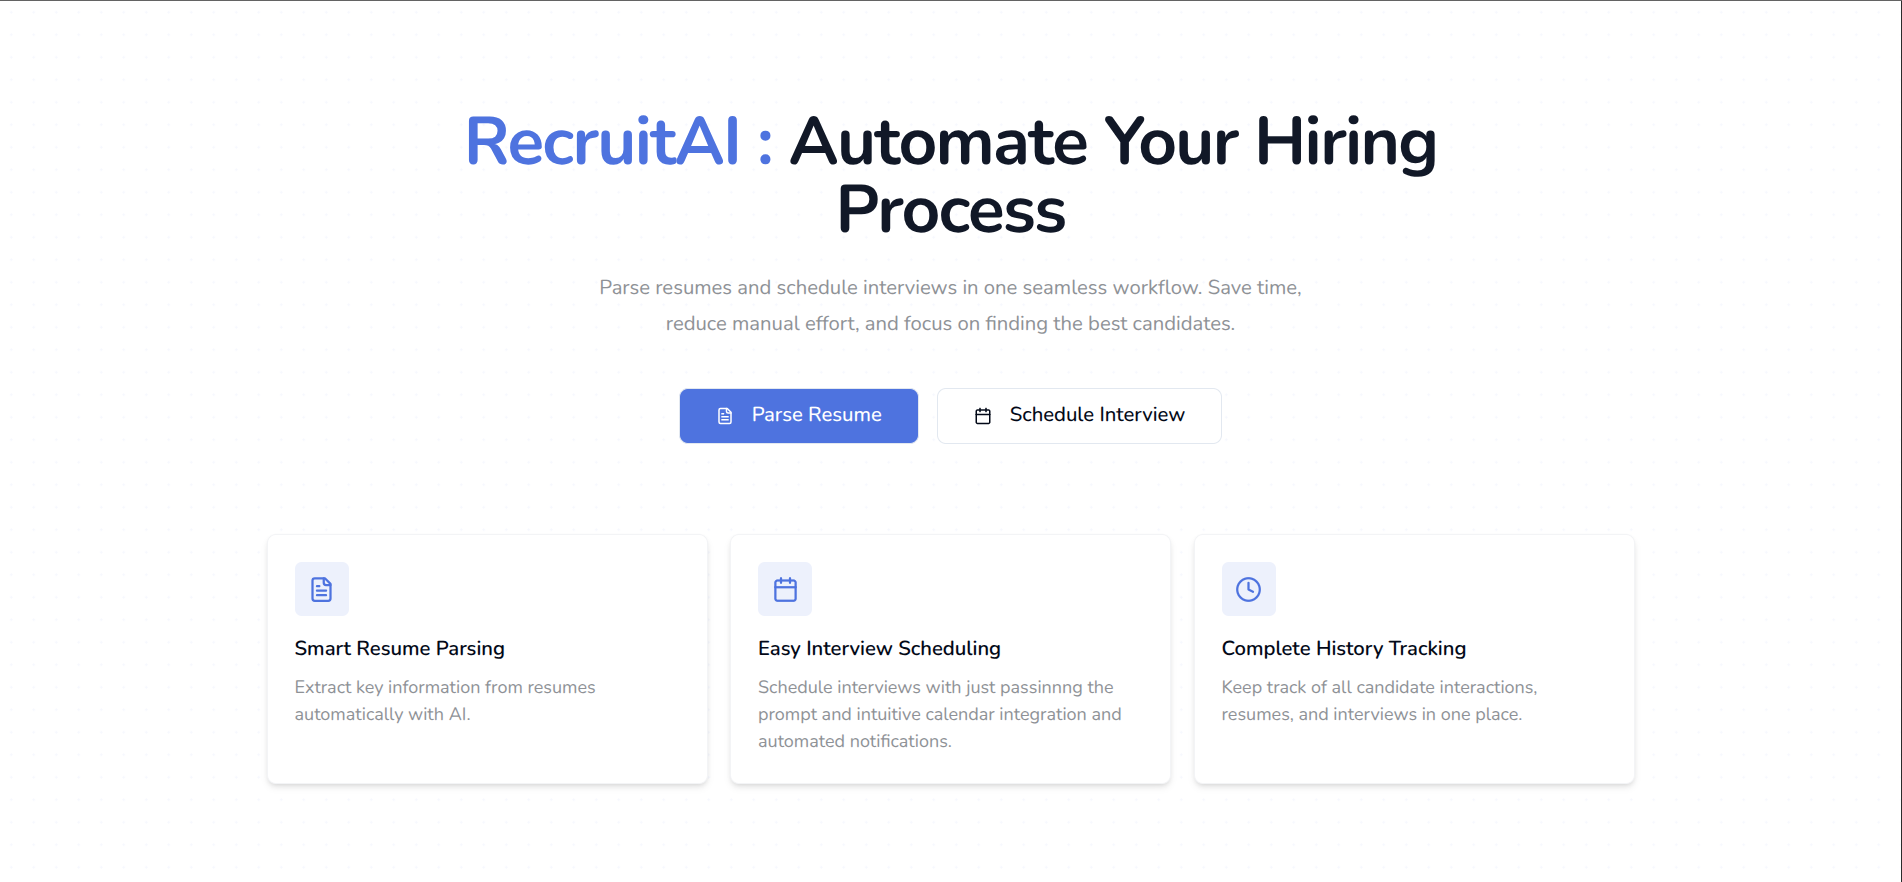 RecruitAI : Automate Your Hiring
Process
Parse resumes and schedule interviews in one seamless workflow. Save time,
reduce manual effort, and focus on finding the best candidates.
Parse Resume
Schedule Interview
Smart Resume Parsing
Extract key information from resumes
automatically with AI.
Easy Interview Scheduling
Schedule interviews with just passinnng the
prompt and intuitive calendar integration and
automated notifications.
Complete History Tracking
Keep track of all candidate interactions,
resumes, and interviews in one place.